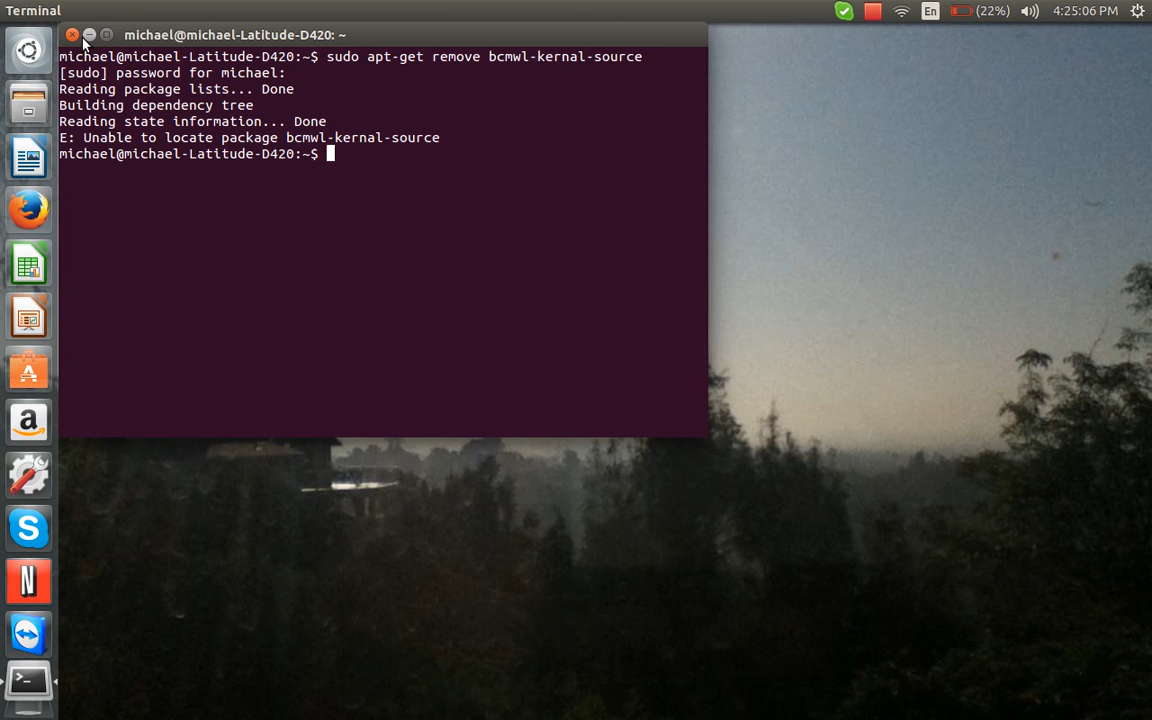 Terminal
En
(22%)
4:25:06 PM
michael@michael-Latitude-D420: ~
michael@michael-Latitude-D420:~$ sudo apt-get remove bcmwl-kernal-source
[sudo] password for michael:
Reading package lists... Done
Building dependency tree
Reading state information... Done
E: Unable to locate package bcmwl-kernal-source
michael@michael-Latitude-D420:~$
A
a
S
N
>_